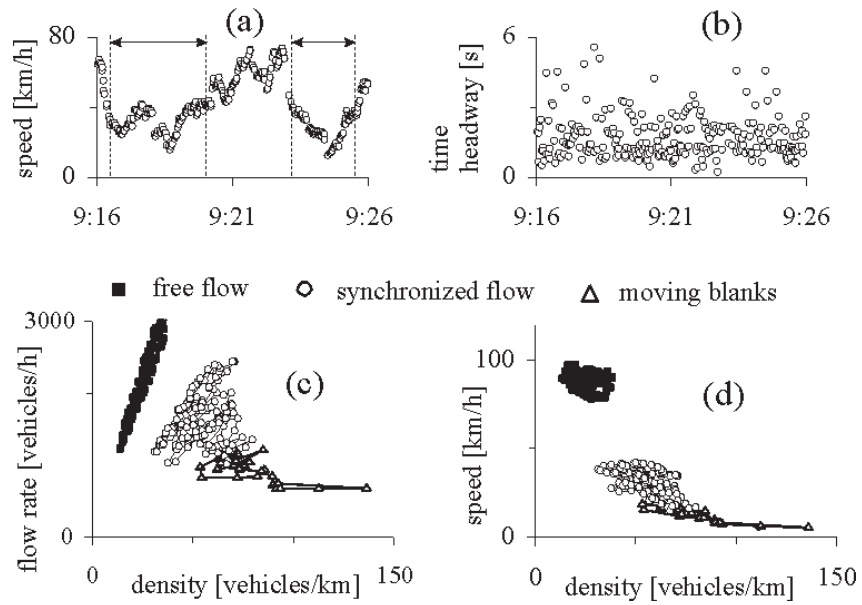 (a)
80
speed [km/h]
0
9:16 9:21 9:26
(b)
6
time
headway [s]
0
9:16 9:21 9:26
free flow synchronized flow moving blanks
3000
(c)
flow rate [vehicles/h]
0
0 density [vehicles/km] 150
100
(d)
speed [km/h]
0
0 density [vehicles/km] 150